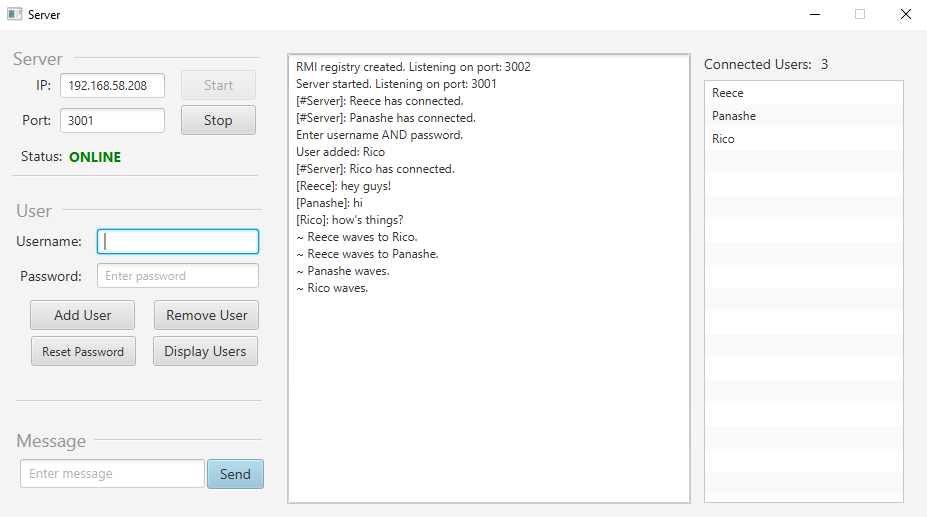 Server
Server
IP: 192.168.58.208 Start
Port: 3001 Stop
Status: ONLINE
User
Username:
Password: Enter password
Add User Remove User
Reset Password Display Users
Message
Enter message Send
RMI registry created. Listening on port: 3002
Server started. Listening on port: 3001
[#Server]: Reece has connected.
[#Server]: Panashe has connected.
Enter username AND password.
User added: Rico
[#Server]: Rico has connected.
[Reece]: hey guys!
[Panashe]: hi
[Rico]: how's things?
~ Reece waves to Rico.
~ Reece waves to Panashe.
~ Panashe waves.
~ Rico waves.
Connected Users: 3
Reece
Panashe
Rico